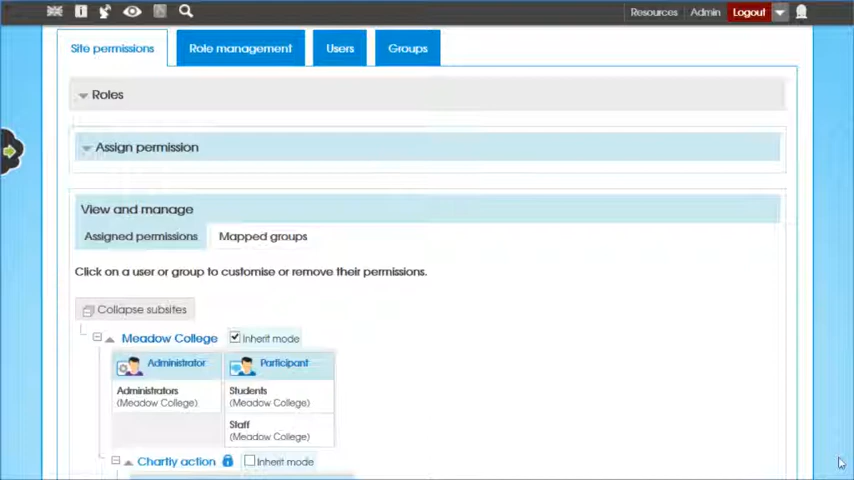 Resources Admin Logout
Site permissions Role management Users Groups
Roles
Assign permission
View and manage
Assigned permissions Mapped groups
Click on a user or group to customise or remove their permissions.
Collapse subsites
Meadow College Inherit mode
Administrator Participant
Administrators Students
(Meadow College) (Meadow College)
Staff
(Meadow College)
Chartiy action Inherit mode